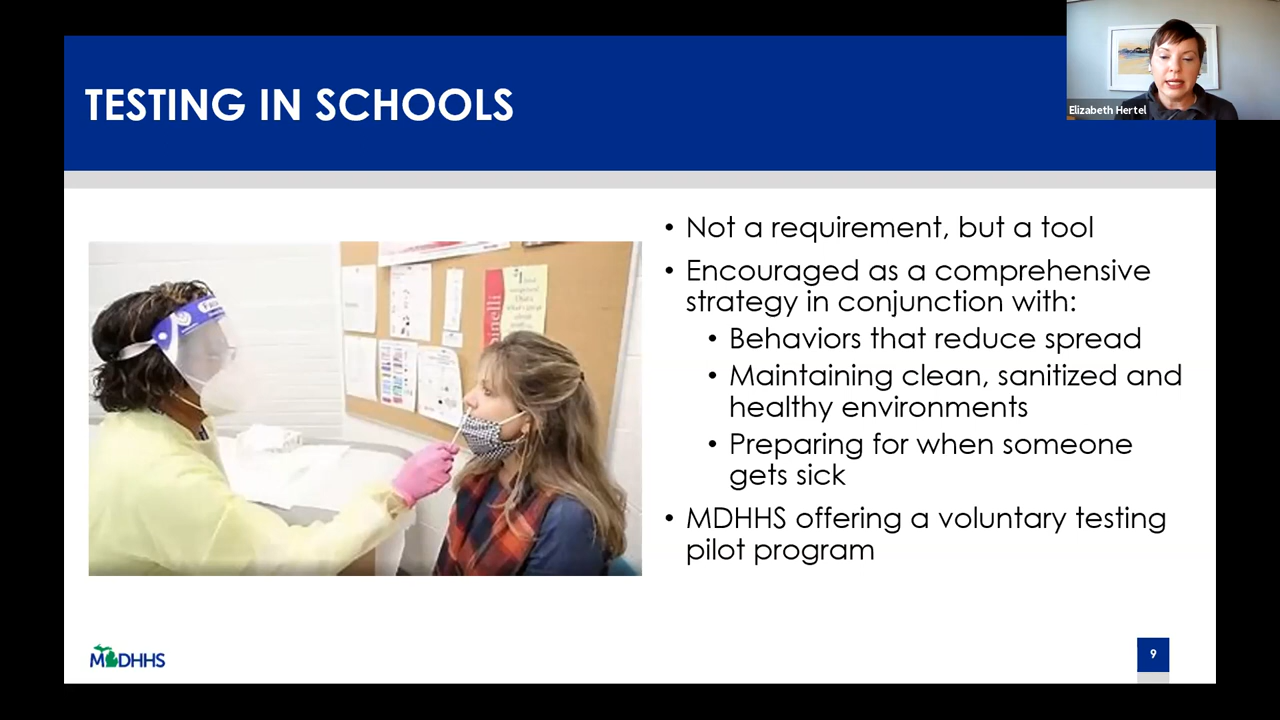 Elizabeth Hertel
TESTING IN SCHOOLS
• Not a requirement, but a tool
• Encouraged as a comprehensive
strategy in conjunction with:
• Behaviors that reduce spread
• Maintaining clean, sanitized and
healthy environments
• Preparing for when someone
gets sick
• MDHHS offering a voluntary testing
pilot program
MDHHS
9